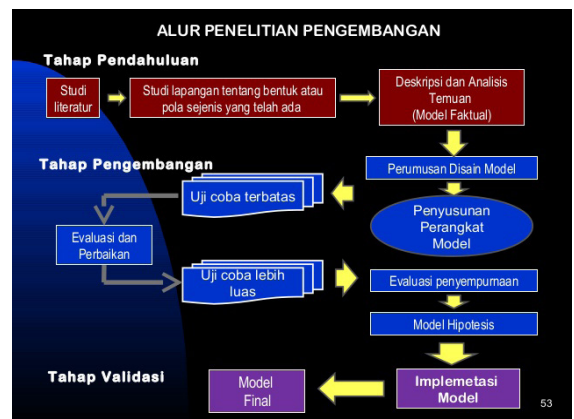 ALUR PENELITIAN PENGEMBANGAN
Tahap Pendahuluan
Studi
literatur
Studi lapangan tentang bentuk atau
pola sejenis yang telah ada
Deskripsi dan Analisis
Temuan
(Model Faktual)
Tahap Pengembangan
Perumusan Disain Model
Uji coba terbatas
Penyusunan
Perangkat
Model
Evaluasi dan
Perbaikan
Uji coba lebih
luas
Evaluasi penyempurnaan
Model Hipotesis
Tahap Validasi
Model
Final
Implemetasi
Model
53